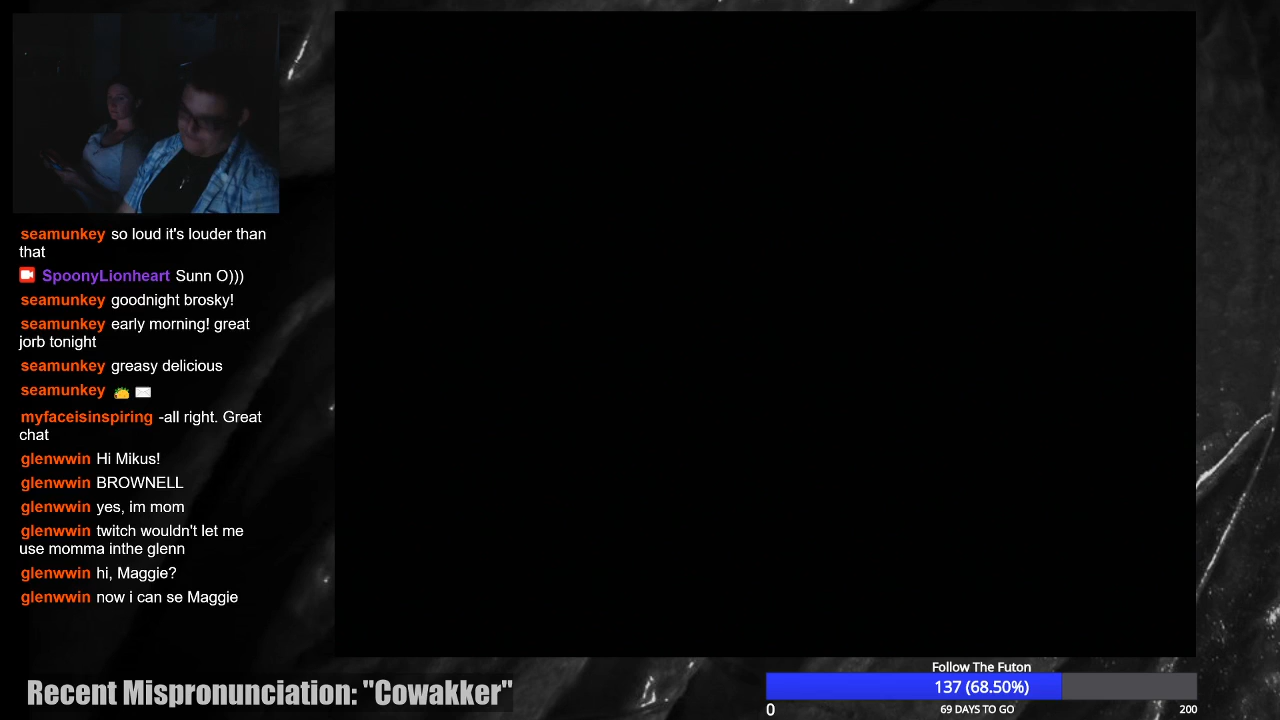 seamunkey so loud it's louder than
that
SpoonyLionheart Sunn O)))
seamunkey goodnight brosky!
seamunkey early morning! great
jorb tonight
seamunkey greasy delicious
seamunkey 🌮 ✉️
myfaceisinspiring -all right. Great
chat
glenwwin Hi Mikus!
glenwwin BROWNELL
glenwwin yes, im mom
glenwwin twitch wouldn't let me
use momma inthe glenn
glenwwin hi, Maggie?
glenwwin now i can se Maggie
Recent Mispronunciation: "Cowakker"
Follow The Futon
137 (68.50%)
0 69 DAYS TO GO 200